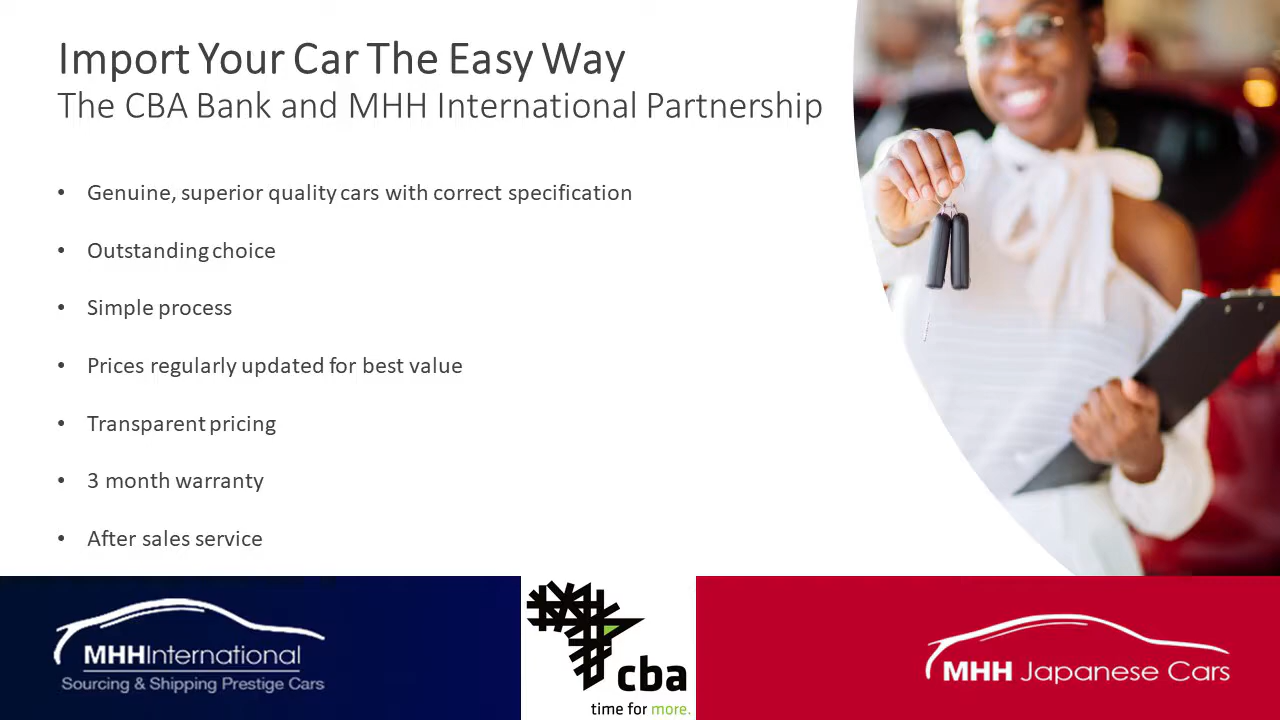 Import Your Car The Easy Way
The CBA Bank and MHH International Partnership
• Genuine, superior quality cars with correct specification
• Outstanding choice
• Simple process
• Prices regularly updated for best value
• Transparent pricing
• 3 month warranty
• After sales service
MHHInternational
Sourcing & Shipping Prestige Cars
cba
time for more.
MHH Japanese Cars